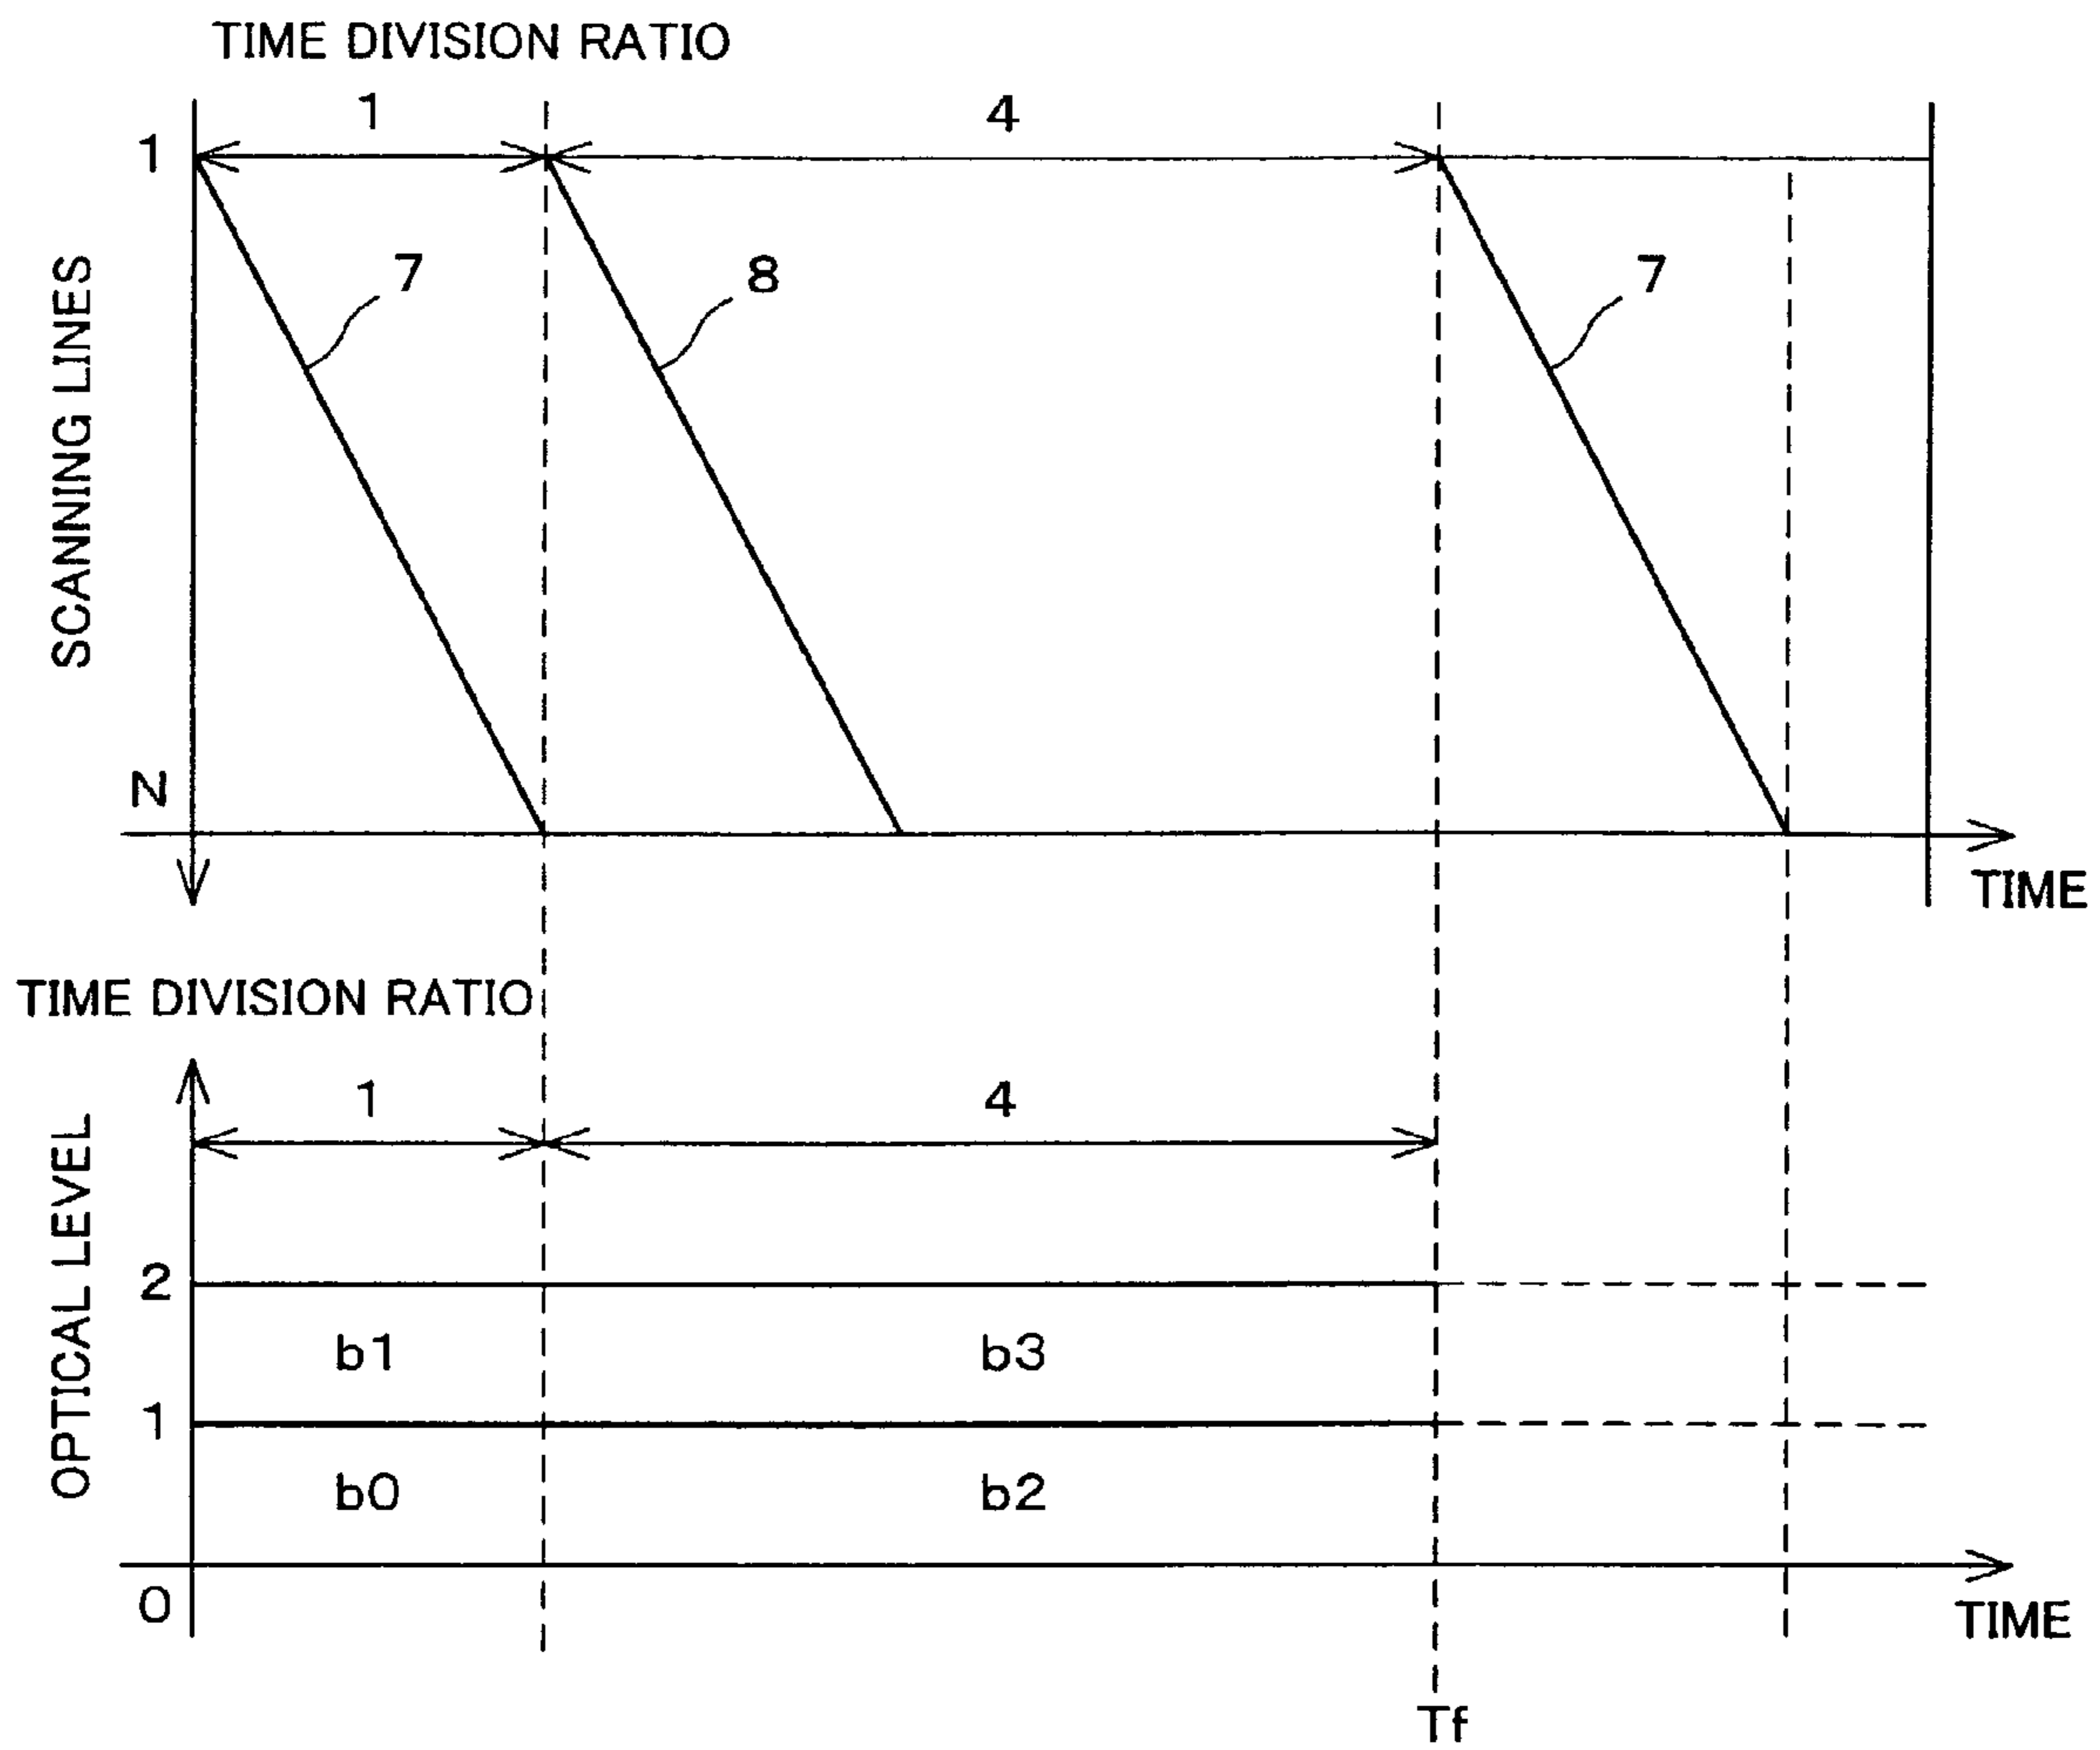 TIME DIVISION RATIO
1 4
1
7 8 7
SCANNING LINES
N
TIME
TIME DIVISION RATIO
1 4
OPTICAL LEVEL
2
b1 b3
1
b0 b2
0
TIME
Tf